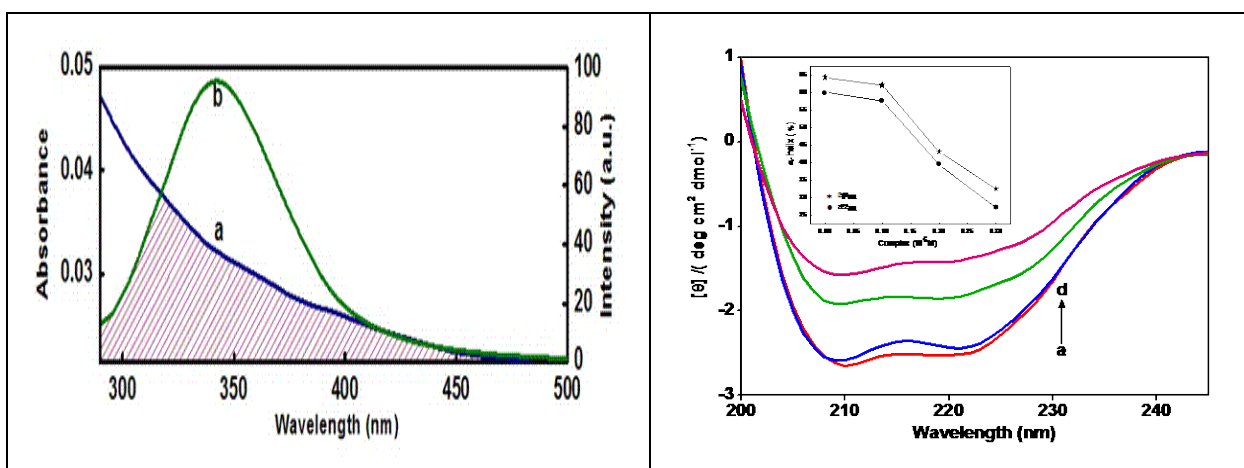 0.05
0.04
0.03
Absorbance
b
a
100
80
60
40
20
0
Intensity (a.u.)
300 350 400 450 500
Wavelength (nm)
1
0
-1
-2
-3
[θ] /( deg cm² dmol⁻¹)
(%)
Complex
d
a
200 210 220 230 240
Wavelength (nm)